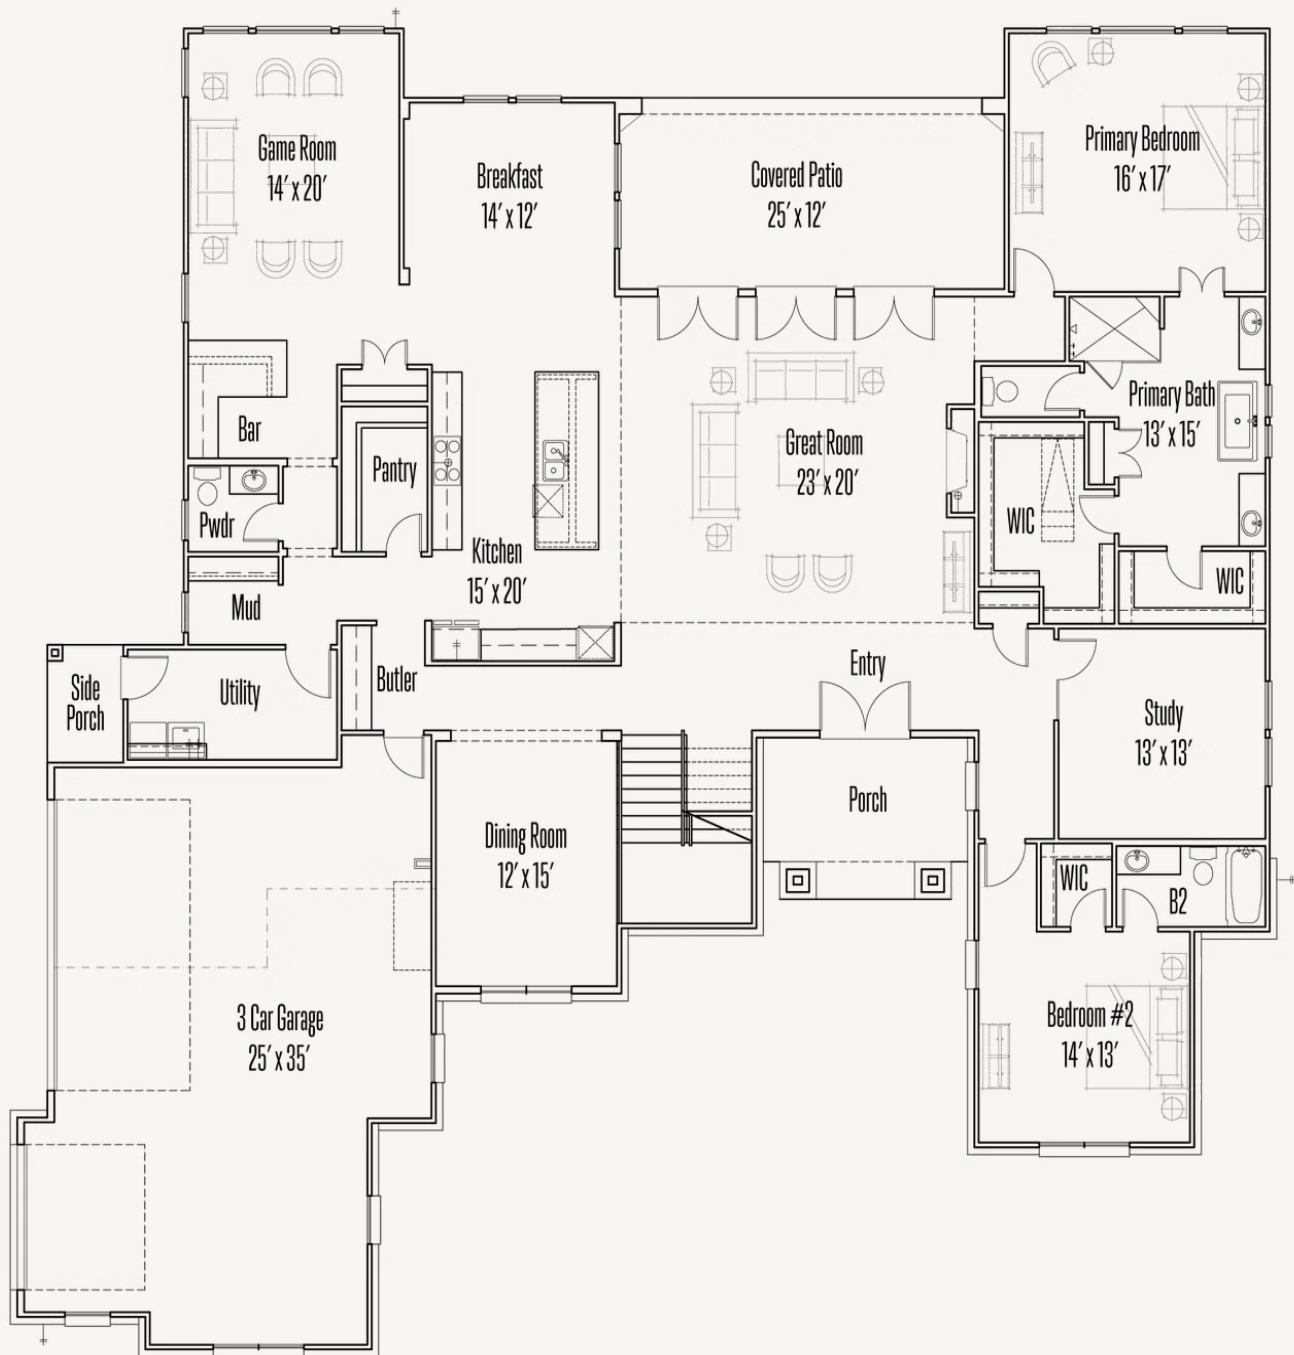 Game Room
14' x 20'
Breakfast
14' x 12'
Covered Patio
25' x 12'
Primary Bedroom
16' x 17'
Bar
Pantry
Great Room
23' x 20'
Primary Bath
13' x 15'
Pwdr
WIC
Kitchen
15' x 20'
WIC
Mud
Side
Porch
Utility
Butler
Entry
Study
13' x 13'
Porch
Dining Room
12' x 15'
WIC
B2
3 Car Garage
25' x 35'
Bedroom #2
14' x 13'